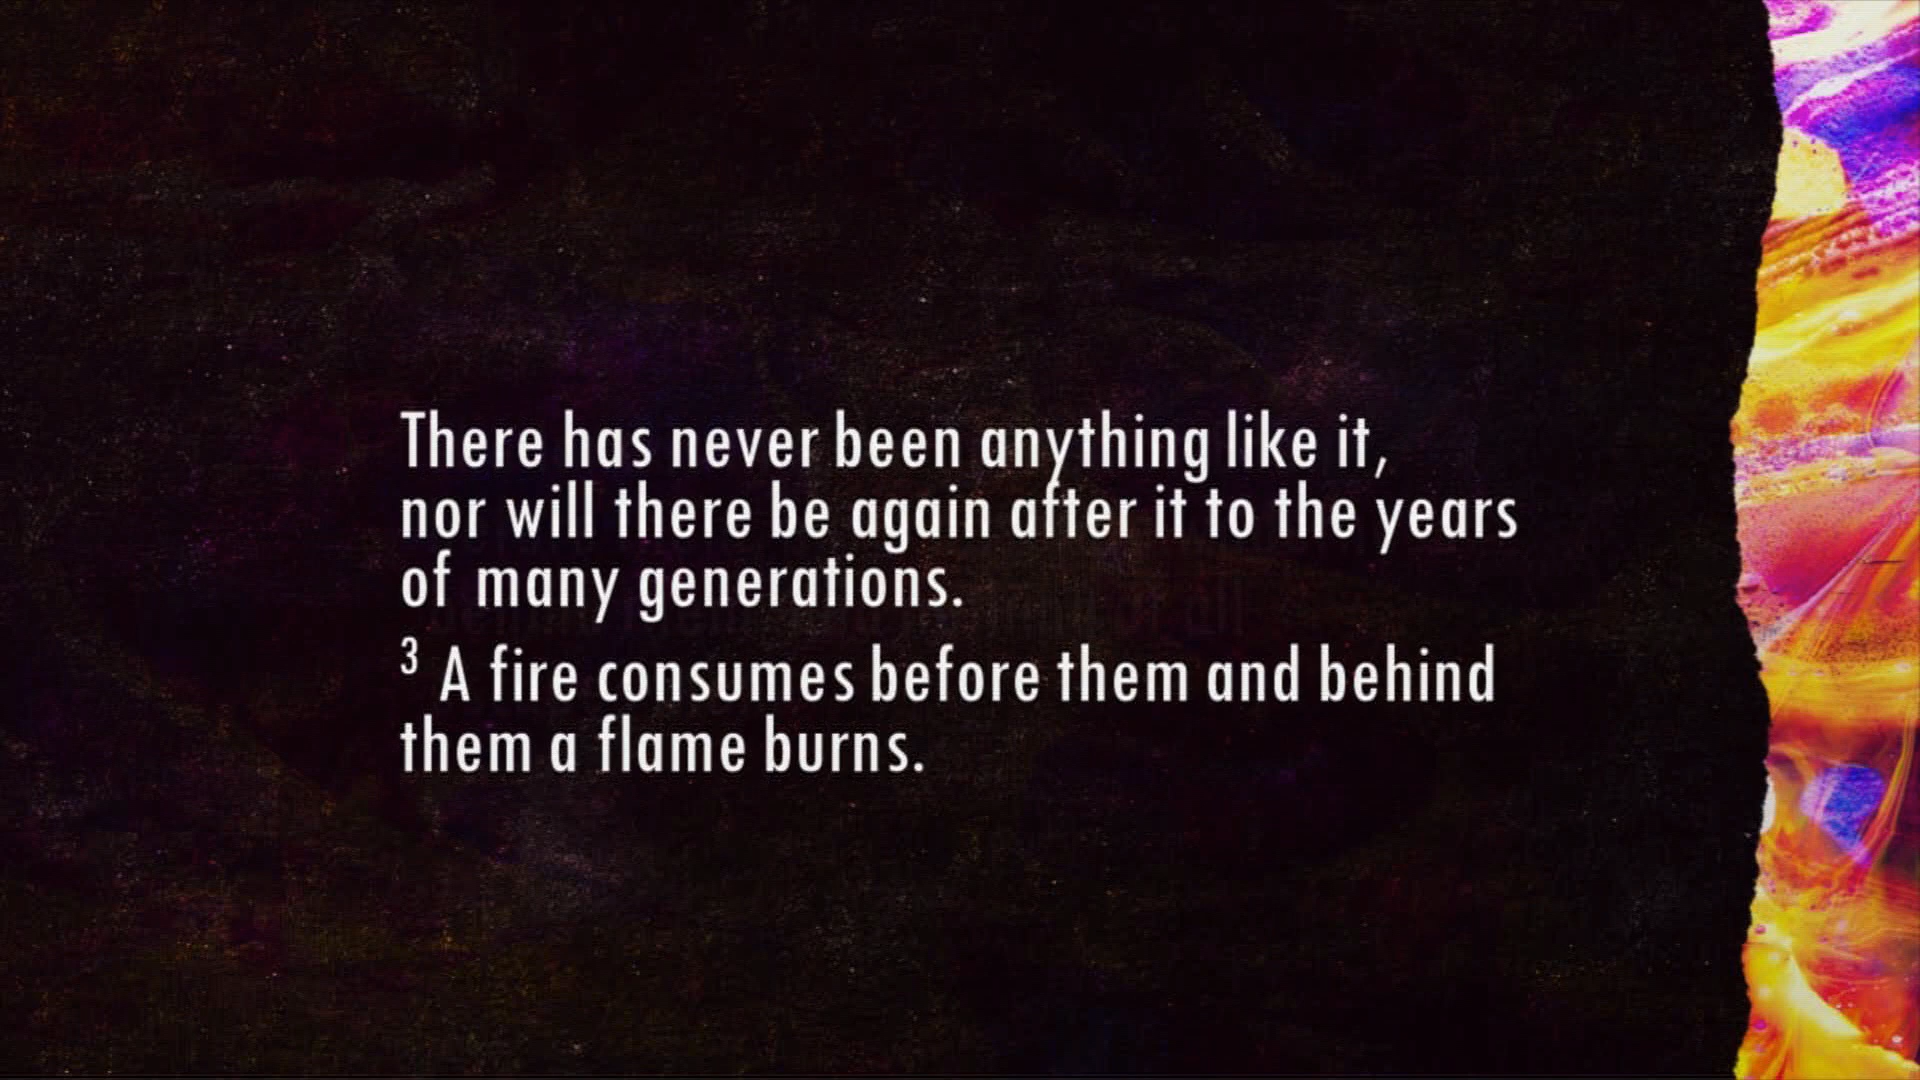 There has never been anything like it,
nor will there be again after it to the years
of many generations.
3 A fire consumes before them and behind
them a flame burns.